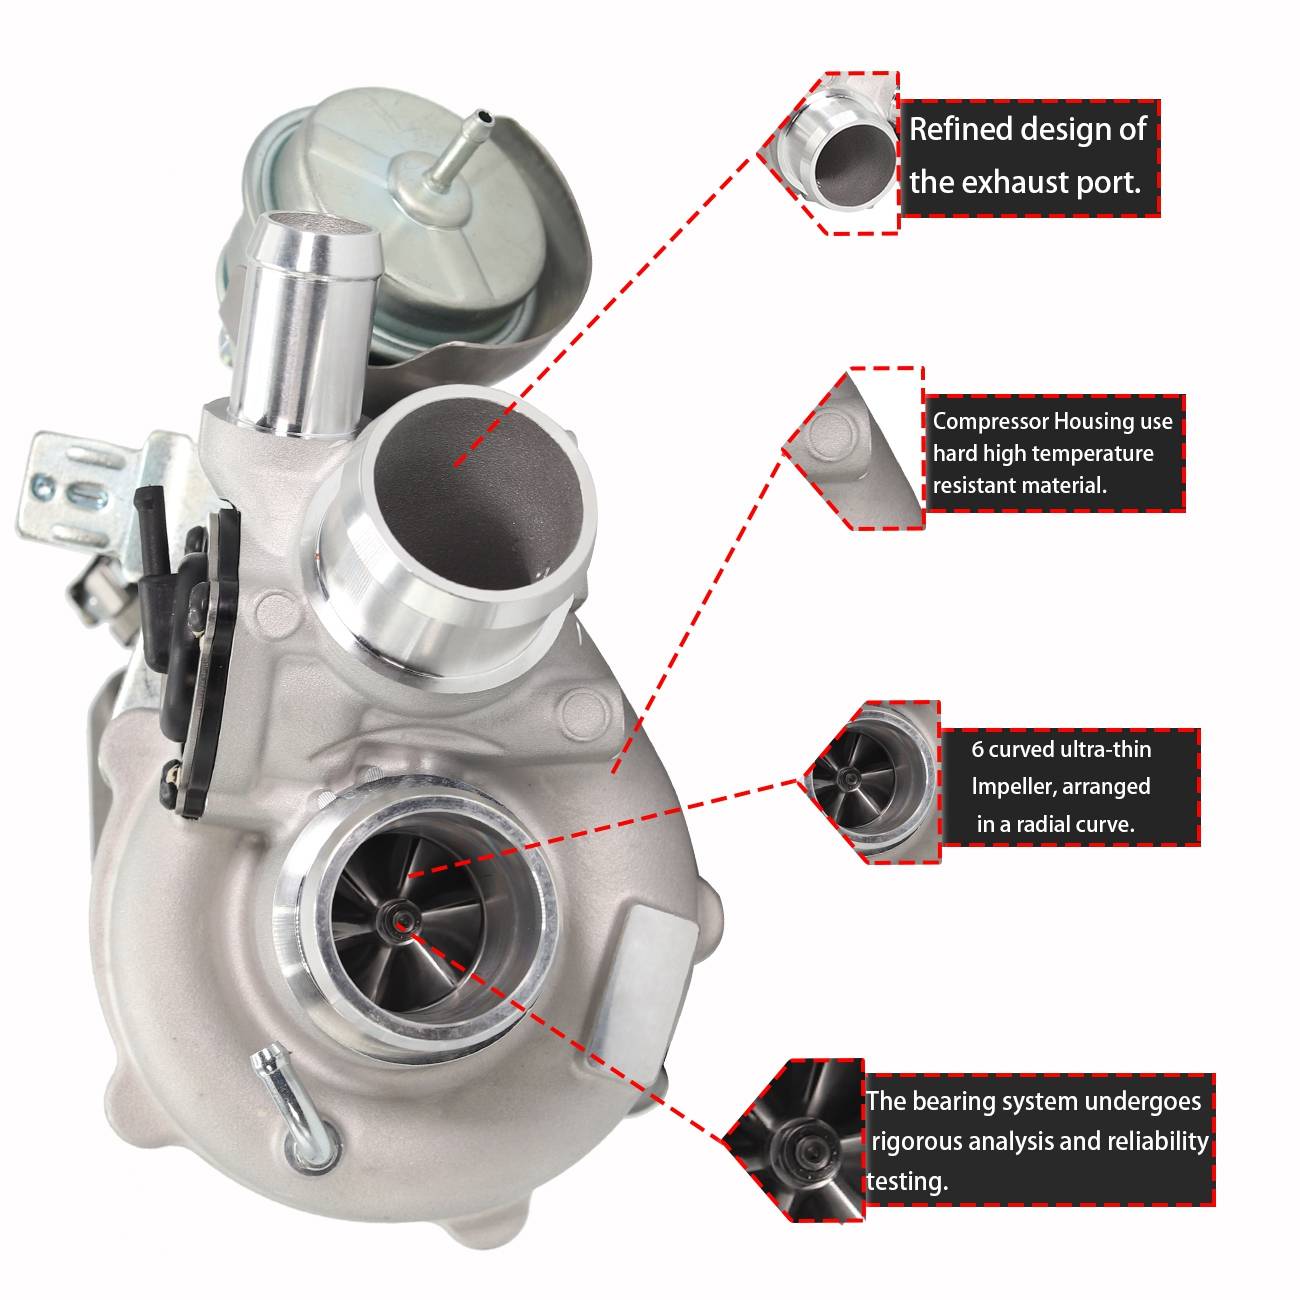 Refined design of
the exhaust port.
Compressor Housing use
hard high temperature
resistant material.
6 curved ultra-thin
Impeller, arranged
in a radial curve.
The bearing system undergoes
rigorous analysis and reliability
testing.